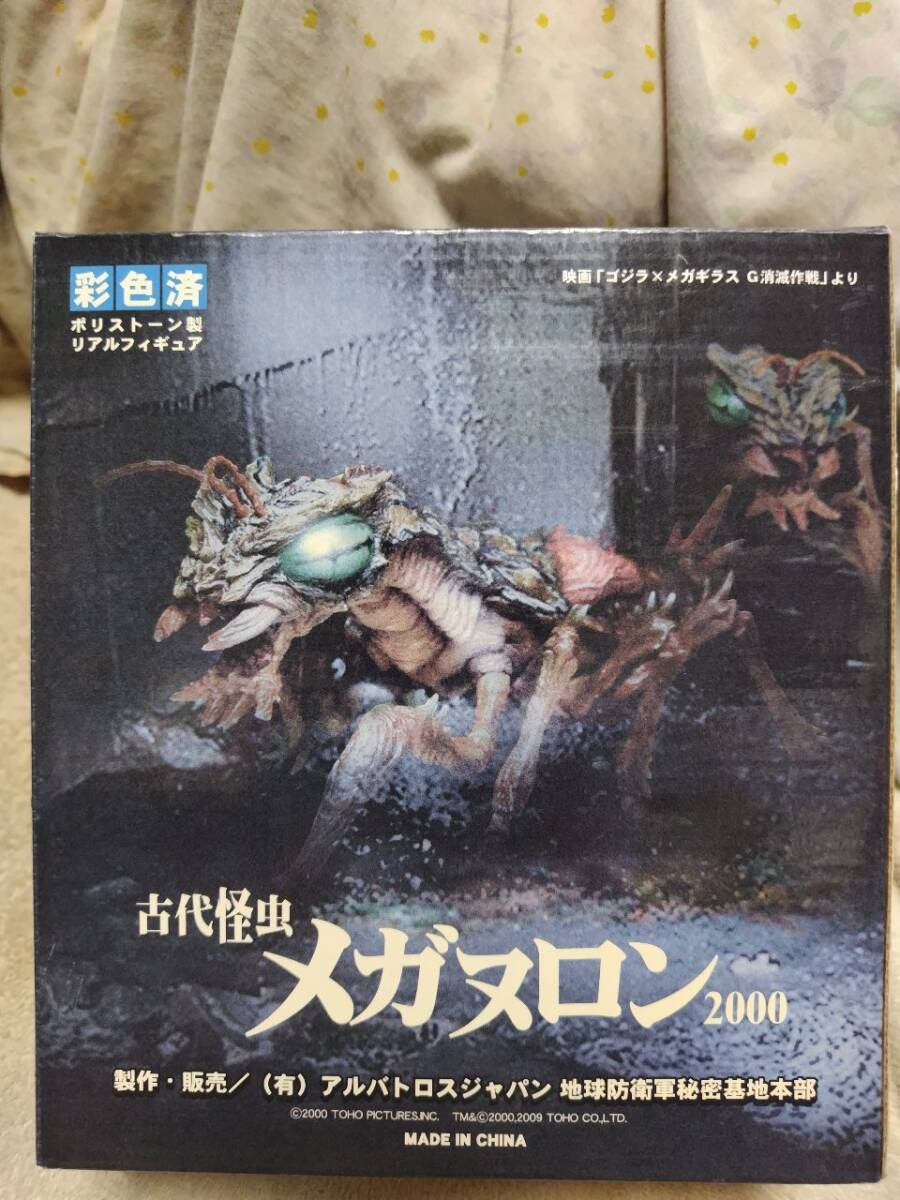 彩色済
ポリストーン製
リアルフィギュア
映画「ゴジラ×メガギラス G消滅作戦」より
古代怪虫
メガヌロン2000
製作・販売/(有)アルバトロスジャパン 地球防衛軍秘密基地本部
©2000 TOHO PICTURES,INC. TM&©2000,2009 TOHO CO.,LTD.
MADE IN CHINA